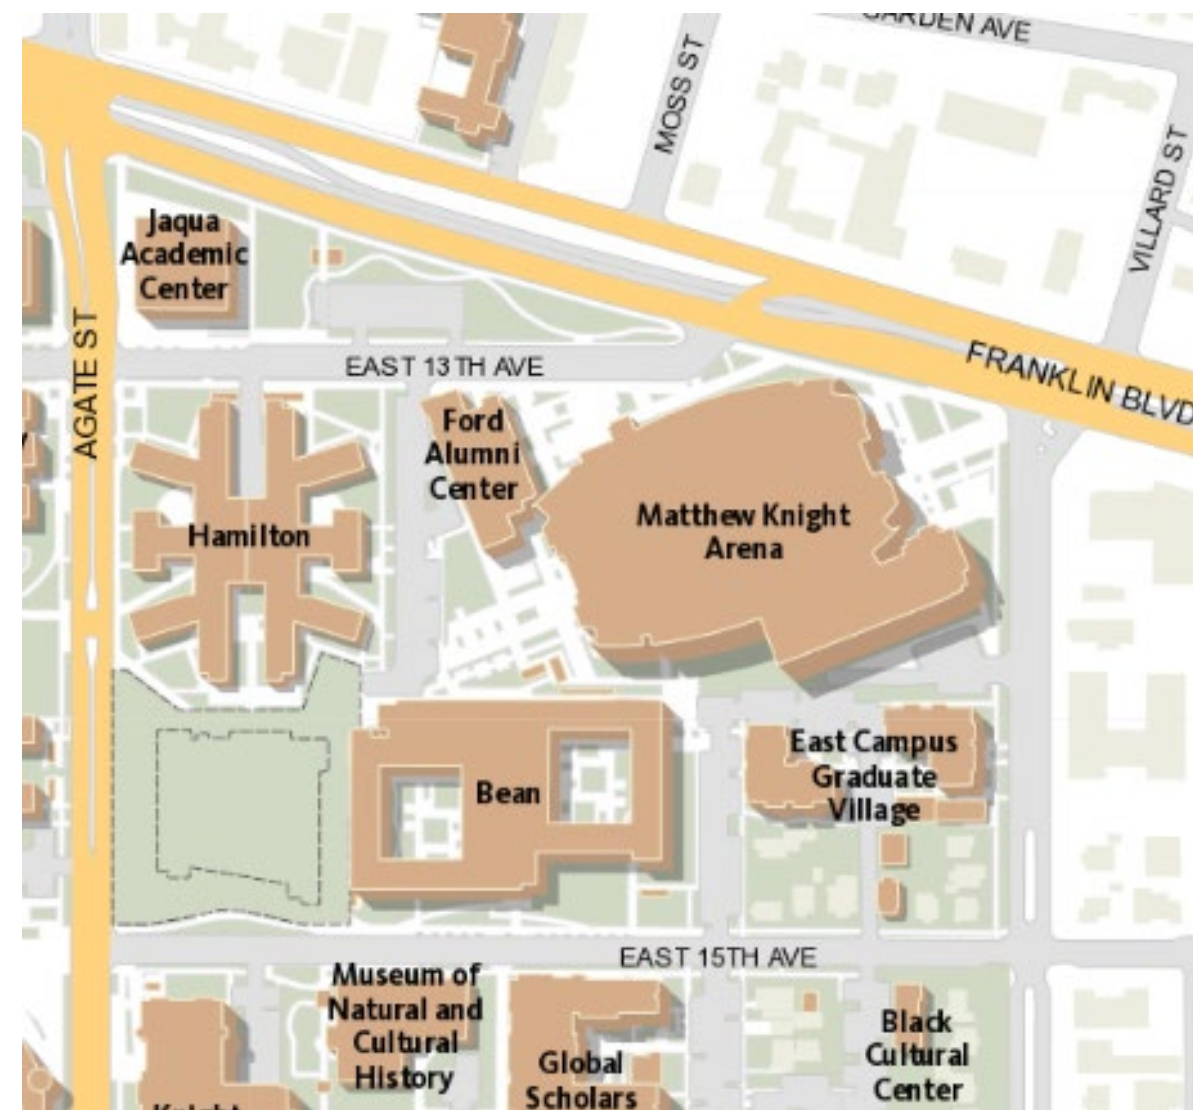 GARDEN AVE
MOSS ST
VILLARD ST
Jaqua
Academic
Center
AGATE ST
EAST 13TH AVE
FRANKLIN BLVD
Ford
Alumni
Center
Hamilton
Matthew Knight
Arena
East Campus
Graduate
Village
Bean
EAST 15TH AVE
Museum of
Natural and
Cultural
History
Global
Scholars
Black
Cultural
Center
Knight